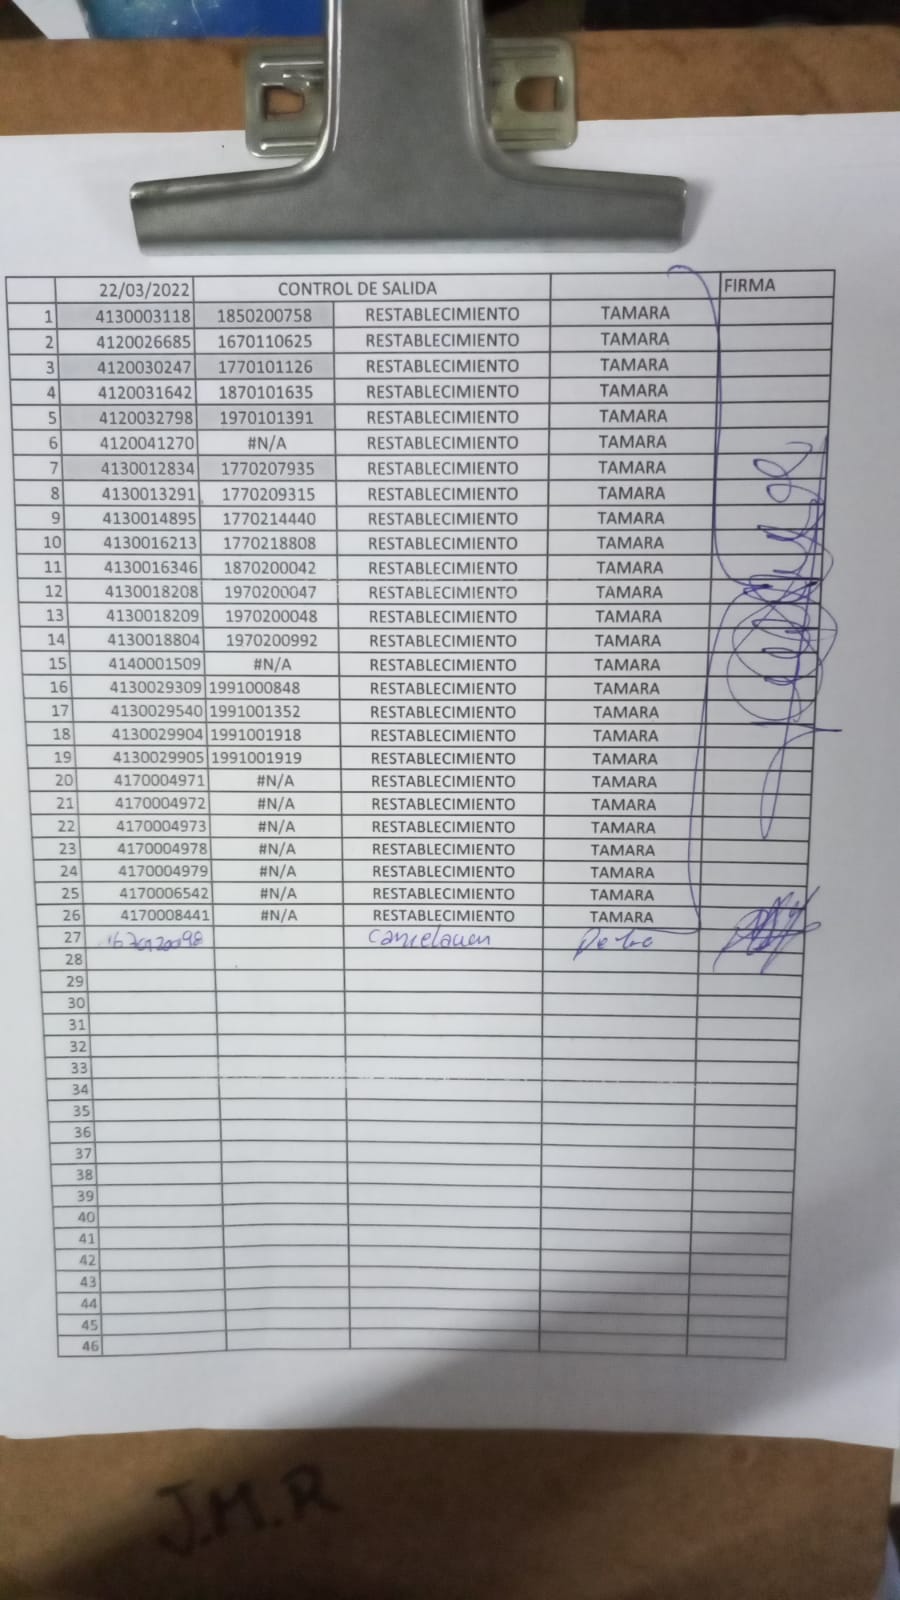 22/03/2022 CONTROL DE SALIDA FIRMA
1 4130003118 1850200758 RESTABLECIMIENTO TAMARA
2 4120026685 1670110625 RESTABLECIMIENTO TAMARA
3 4120030247 1770101126 RESTABLECIMIENTO TAMARA
4 4120031642 1870101635 RESTABLECIMIENTO TAMARA
5 4120032798 1970101391 RESTABLECIMIENTO TAMARA
6 4120041270 #N/A RESTABLECIMIENTO TAMARA
7 4130012834 1770207935 RESTABLECIMIENTO TAMARA
8 4130013291 1770209315 RESTABLECIMIENTO TAMARA
9 4130014895 1770214440 RESTABLECIMIENTO TAMARA
10 4130016213 1770218808 RESTABLECIMIENTO TAMARA
11 4130016346 1870200042 RESTABLECIMIENTO TAMARA
12 4130018208 1970200047 RESTABLECIMIENTO TAMARA
13 4130018209 1970200048 RESTABLECIMIENTO TAMARA
14 4130018804 1970200992 RESTABLECIMIENTO TAMARA
15 4140001509 #N/A RESTABLECIMIENTO TAMARA
16 4130029309 1991000848 RESTABLECIMIENTO TAMARA
17 4130029540 1991001352 RESTABLECIMIENTO TAMARA
18 4130029904 1991001918 RESTABLECIMIENTO TAMARA
19 4130029905 1991001919 RESTABLECIMIENTO TAMARA
20 4170004971 #N/A RESTABLECIMIENTO TAMARA
21 4170004972 #N/A RESTABLECIMIENTO TAMARA
22 4170004973 #N/A RESTABLECIMIENTO TAMARA
23 4170004978 #N/A RESTABLECIMIENTO TAMARA
24 4170004979 #N/A RESTABLECIMIENTO TAMARA
25 4170006542 #N/A RESTABLECIMIENTO TAMARA
26 4170008441 #N/A RESTABLECIMIENTO TAMARA
27 Cancelacion
28
29
30
31
32
33
34
35
36
37
38
39
40
41
42
43
44
45
46
J.M.R